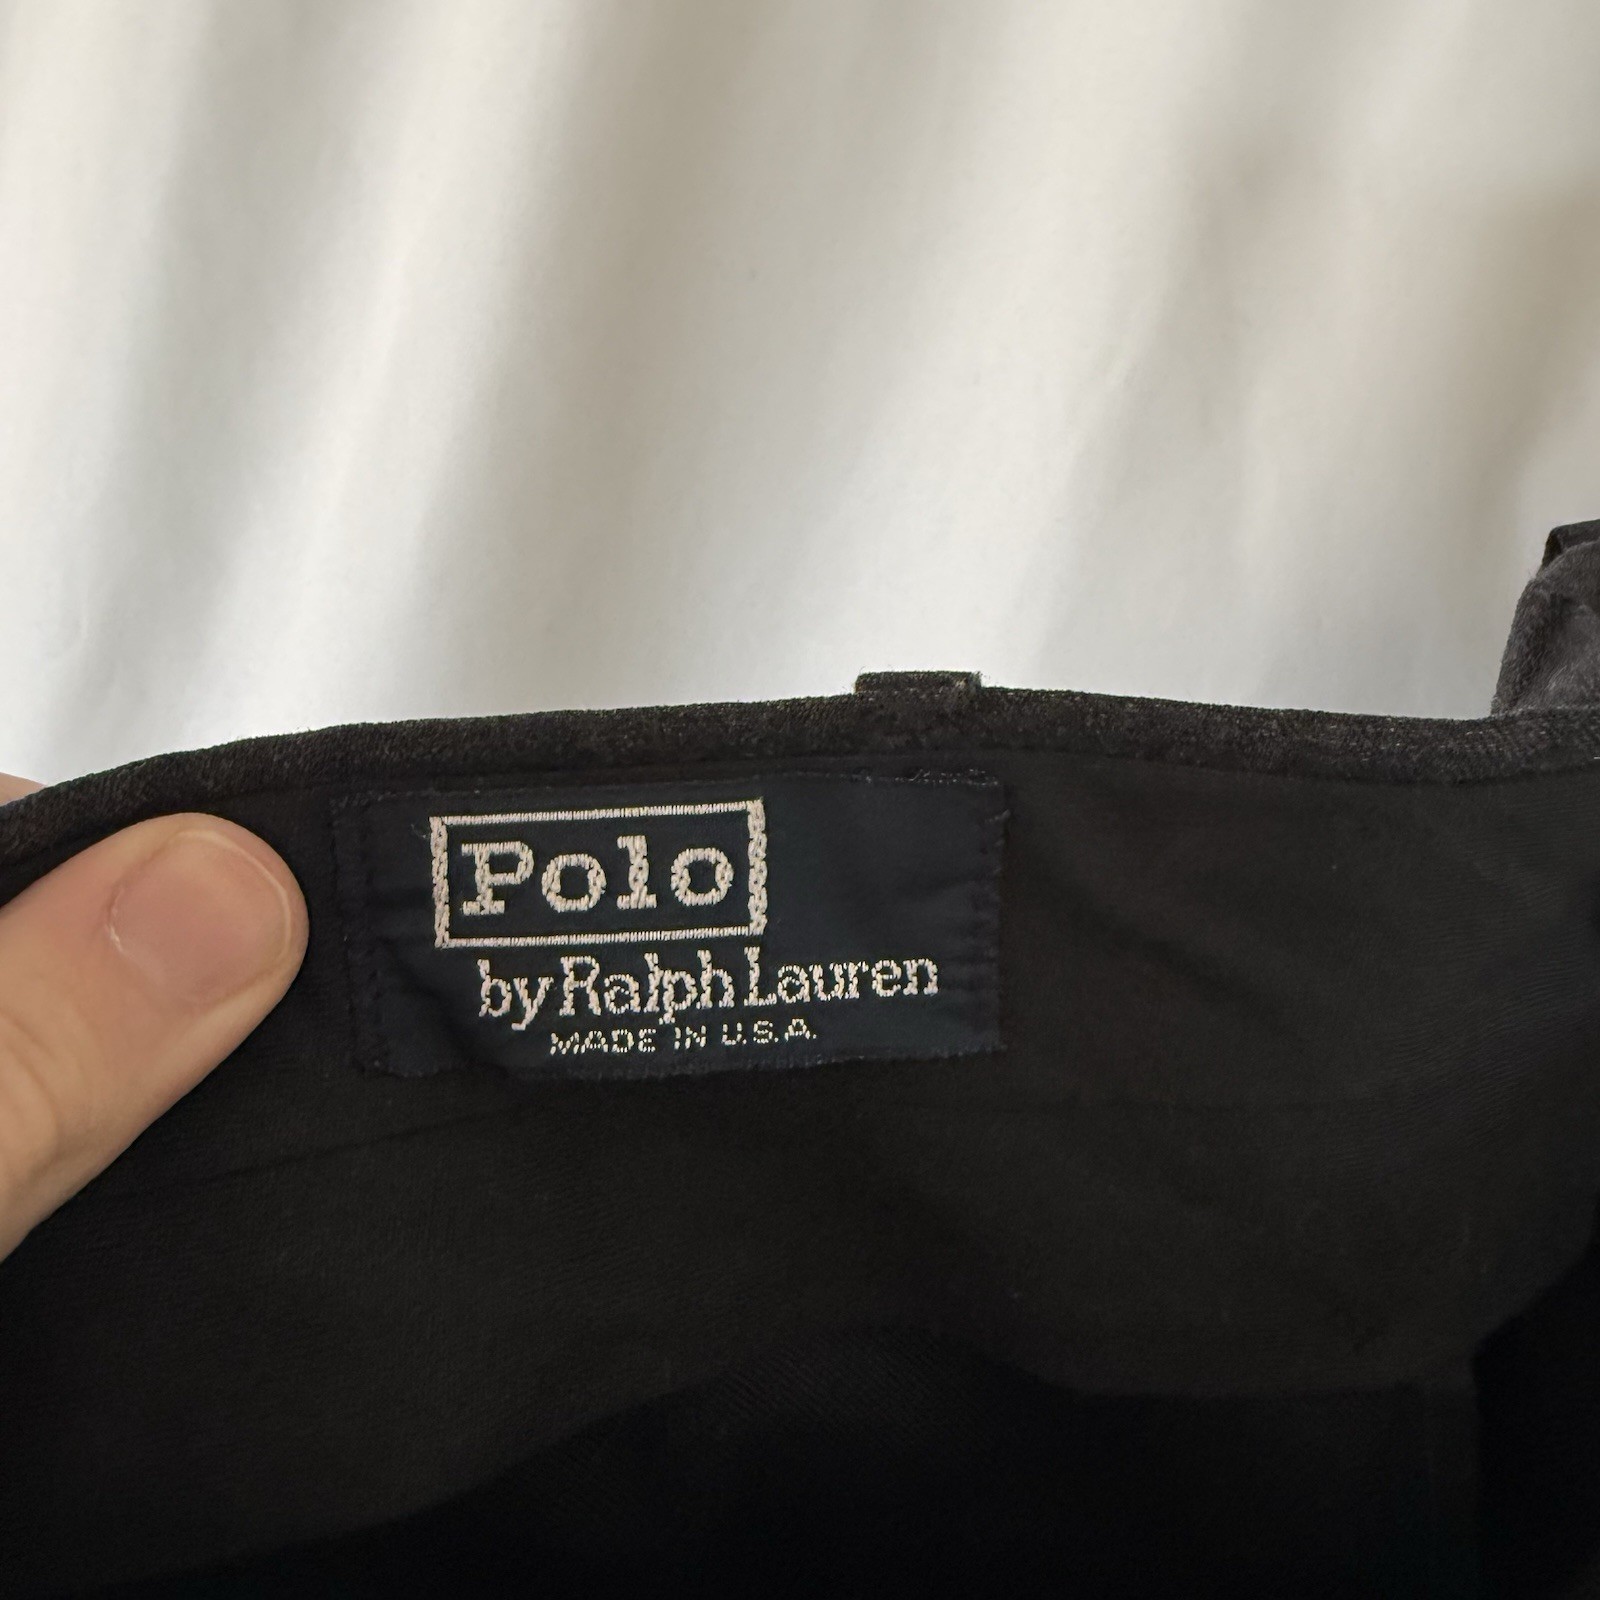 Polo
by Ralph Lauren
MADE IN U.S.A.